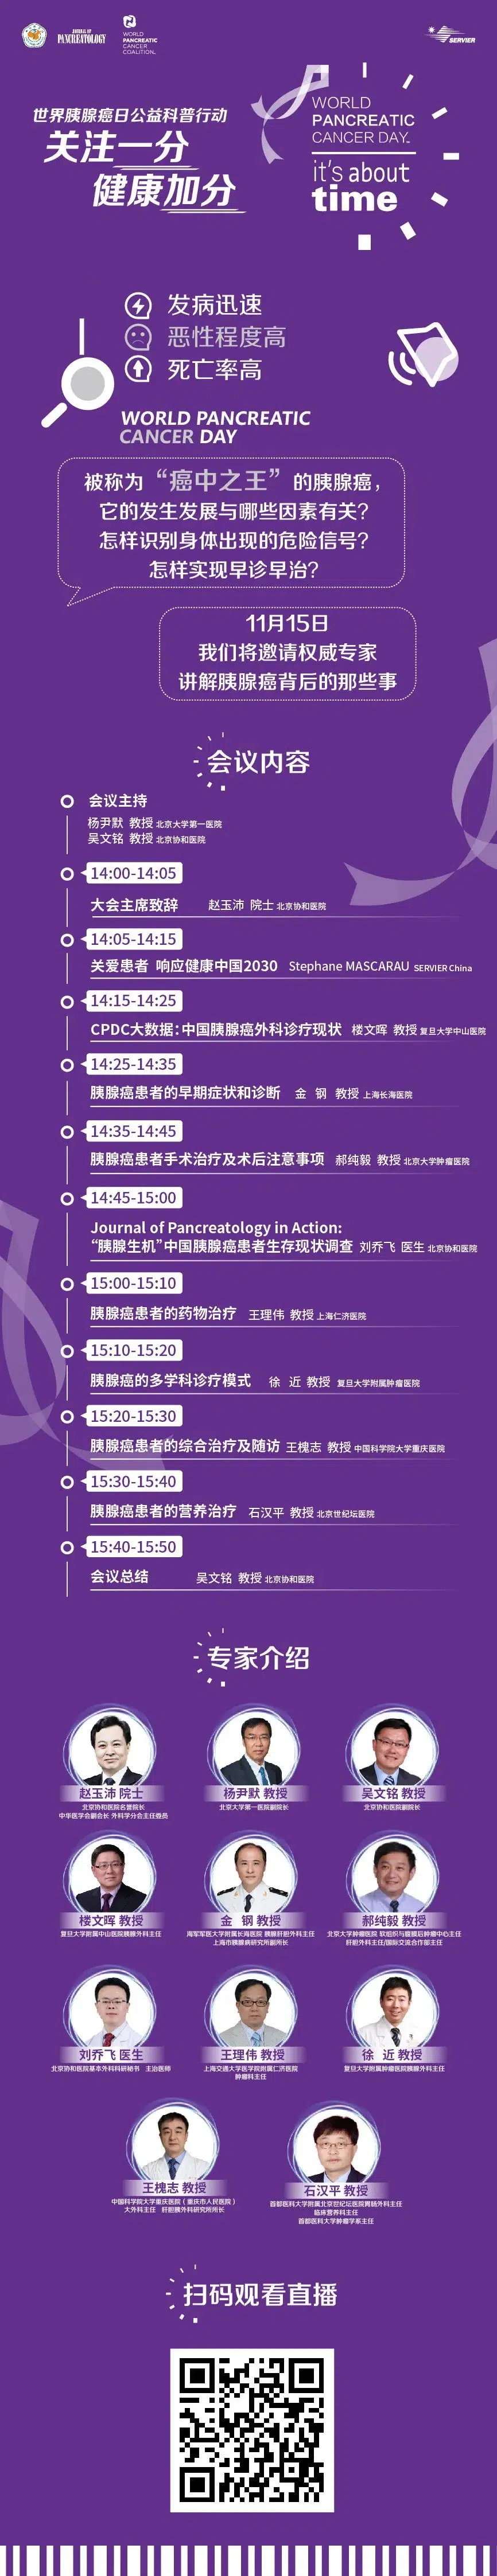 JOURNAL OF
PANCREATOLOGY
WORLD
PANCREATIC
CANCER
COALITION
SERVIER
世界胰腺癌日公益科普行动
关注一分
健康加分
WORLD
PANCREATIC
CANCER DAY
it's about
time
发病迅速
恶性程度高
死亡率高
WORLD PANCREATIC
CANCER DAY
被称为“癌中之王”的胰腺癌，
它的发生发展与哪些因素有关？
怎样识别身体出现的危险信号？
怎样实现早诊早治？
11月15日
我们将邀请权威专家
讲解胰腺癌背后的那些事
会议内容
会议主持
杨尹默 教授 北京大学第一医院
吴文铭 教授 北京协和医院
14:00-14:05
大会主席致辞 赵玉沛 院士 北京协和医院
14:05-14:15
关爱患者 响应健康中国2030 Stephane MASCARAU SERVIER China
14:15-14:25
CPDC大数据：中国胰腺癌外科诊疗现状 楼文晖 教授 复旦大学中山医院
14:25-14:35
胰腺癌患者的早期症状和诊断 金 钢 教授 上海长海医院
14:35-14:45
胰腺癌患者手术治疗及术后注意事项 郝纯毅 教授 北京大学肿瘤医院
14:45-15:00
Journal of Pancreatology in Action:
“胰腺生机”中国胰腺癌患者生存现状调查 刘乔飞 医生 北京协和医院
15:00-15:10
胰腺癌患者的药物治疗 王理伟 教授 上海仁济医院
15:10-15:20
胰腺癌的多学科诊疗模式 徐 近 教授 复旦大学附属肿瘤医院
15:20-15:30
胰腺癌患者的综合治疗及随访 王槐志 教授 中国科学院大学重庆医院
15:30-15:40
胰腺癌患者的营养治疗 石汉平 教授 北京世纪坛医院
15:40-15:50
会议总结 吴文铭 教授 北京协和医院
专家介绍
赵玉沛 院士
北京协和医院名誉院长
中华医学会副会长 外科学分会主任委员
杨尹默 教授
北京大学第一医院副院长
吴文铭 教授
北京协和医院副院长
楼文晖 教授
复旦大学附属中山医院胰腺外科主任
金 钢 教授
海军军医大学附属长海医院 胰腺肝胆外科主任
上海市胰腺病研究所副所长
郝纯毅 教授
北京大学肿瘤医院 软组织与腹膜后肿瘤中心主任
肝胆外科主任/国际交流合作部主任
刘乔飞 医生
北京协和医院基本外科科研秘书 主治医师
王理伟 教授
上海交通大学医学院附属仁济医院
肿瘤科主任
徐 近 教授
复旦大学附属肿瘤医院胰腺外科主任
王槐志 教授
中国科学院大学重庆医院（重庆市人民医院）
大外科主任 肝胆胰外科研究所所长
石汉平 教授
首都医科大学附属北京世纪坛医院胃肠外科主任
临床营养科主任
首都医科大学肿瘤学系主任
扫码观看直播